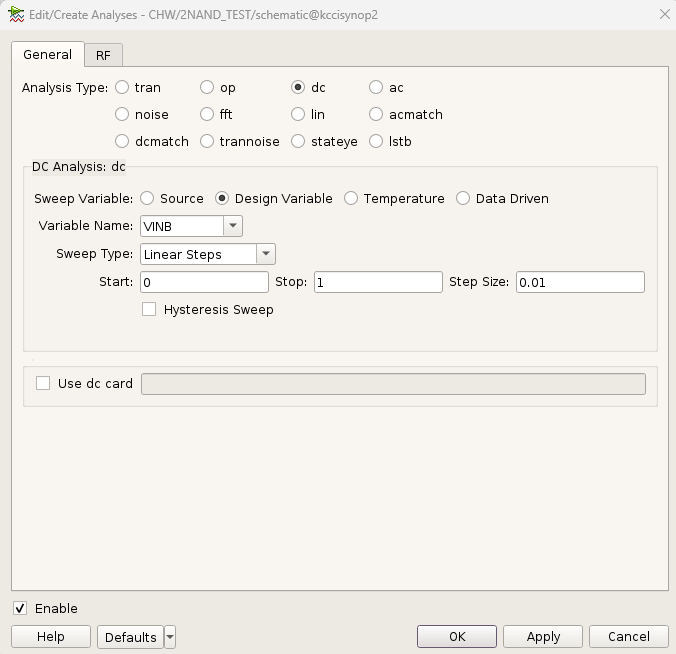 Edit/Create Analyses - CHW/2NAND_TEST/schematic@kccisynop2
General RF
Analysis Type: tran op dc ac
noise fft lin acmatch
dcmatch trannoise stateye lstb
DC Analysis: dc
Sweep Variable: Source Design Variable Temperature Data Driven
Variable Name: VINB
Sweep Type: Linear Steps
Start: 0 Stop: 1 Step Size: 0.01
Hysteresis Sweep
Use dc card
Enable
Help Defaults OK Apply Cancel